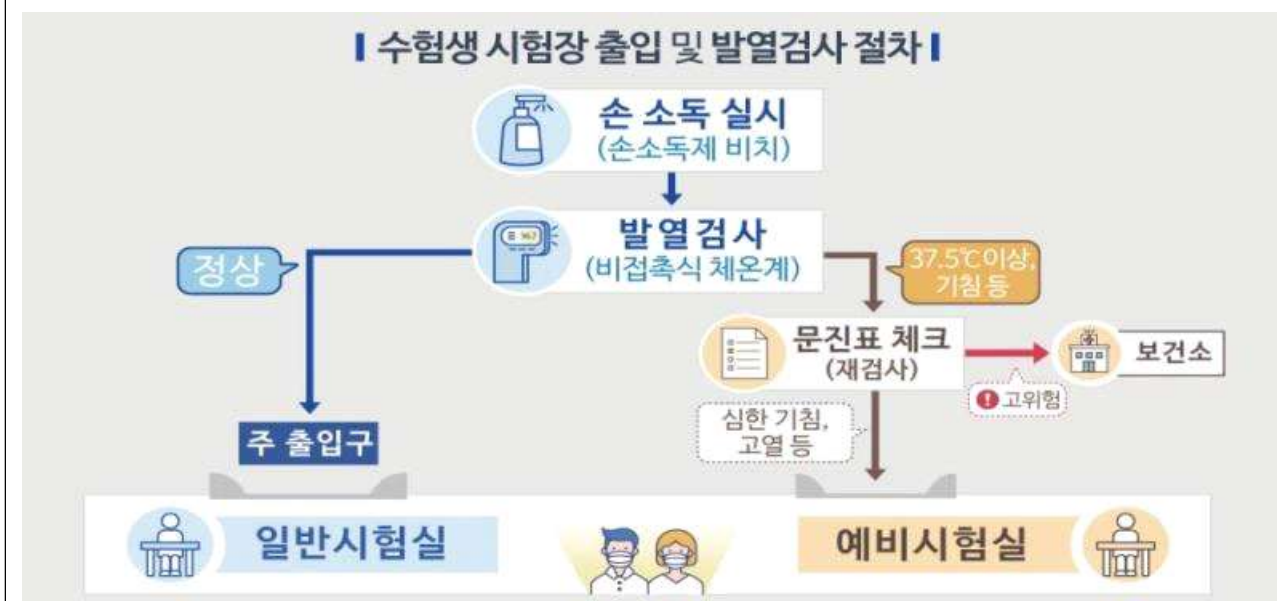 수험생 시험장 출입 및 발열검사 절차
손 소독 실시
(손소독제 비치)
발열검사
(비접촉식 체온계)
정상
37.5℃ 이상,
기침 등
문진표 체크
(재검사)
보건소
고위험
심한 기침,
고열 등
주 출입구
일반시험실
예비시험실